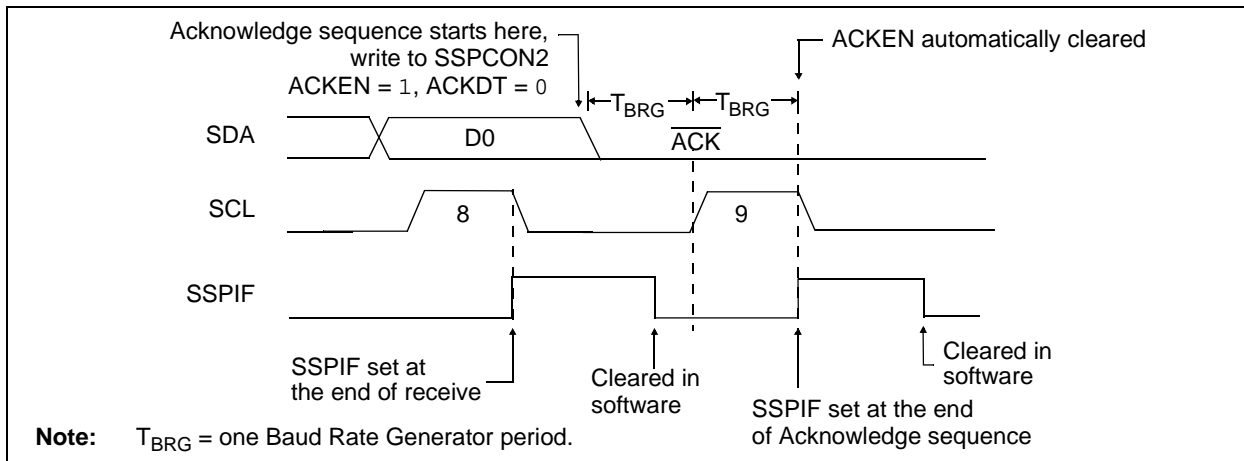 Acknowledge sequence starts here,
write to SSPCON2
ACKEN = 1, ACKDT = 0
ACKEN automatically cleared
TBRG
TBRG
SDA
D0
ACK
SCL
8
9
SSPIF
SSPIF set at
the end of receive
Cleared in
software
SSPIF set at the end
of Acknowledge sequence
Cleared in
software
Note: TBRG = one Baud Rate Generator period.